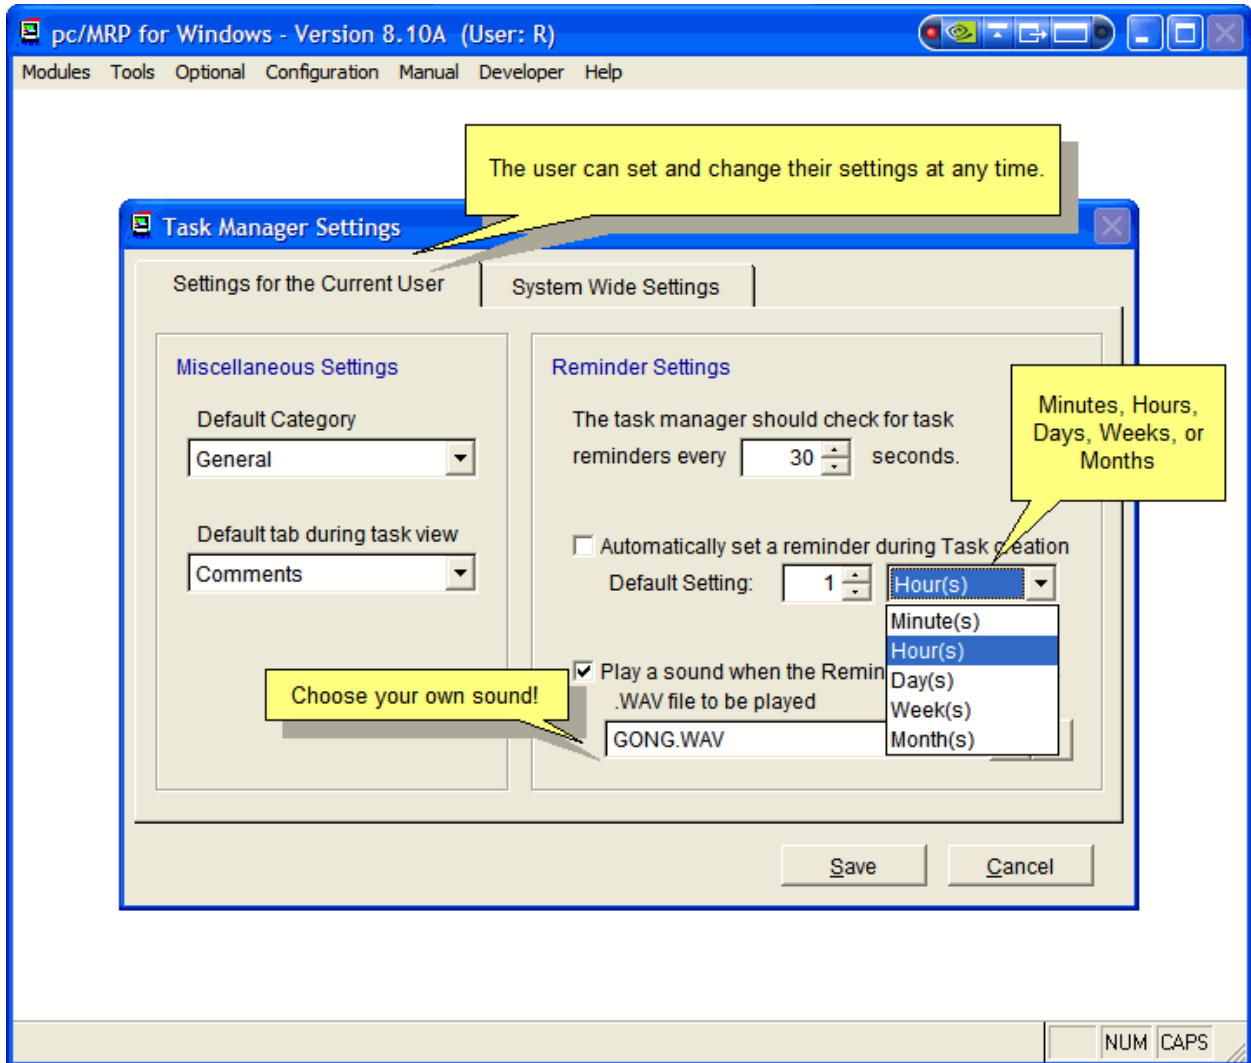 pc/MRP for Windows - Version 8.10A (User: R)
Modules Tools Optional Configuration Manual Developer Help
The user can set and change their settings at any time.
Task Manager Settings
Settings for the Current User
System Wide Settings
Miscellaneous Settings
Default Category
General
Default tab during task view
Comments
Reminder Settings
The task manager should check for task
reminders every 30 seconds.
Minutes, Hours,
Days, Weeks, or
Months
Automatically set a reminder during Task creation
Default Setting: 1 Hour(s)
Minute(s)
Hour(s)
Day(s)
Week(s)
Month(s)
Play a sound when the Remin
.WAV file to be played
GONG.WAV
Choose your own sound!
Save
Cancel
NUM CAPS